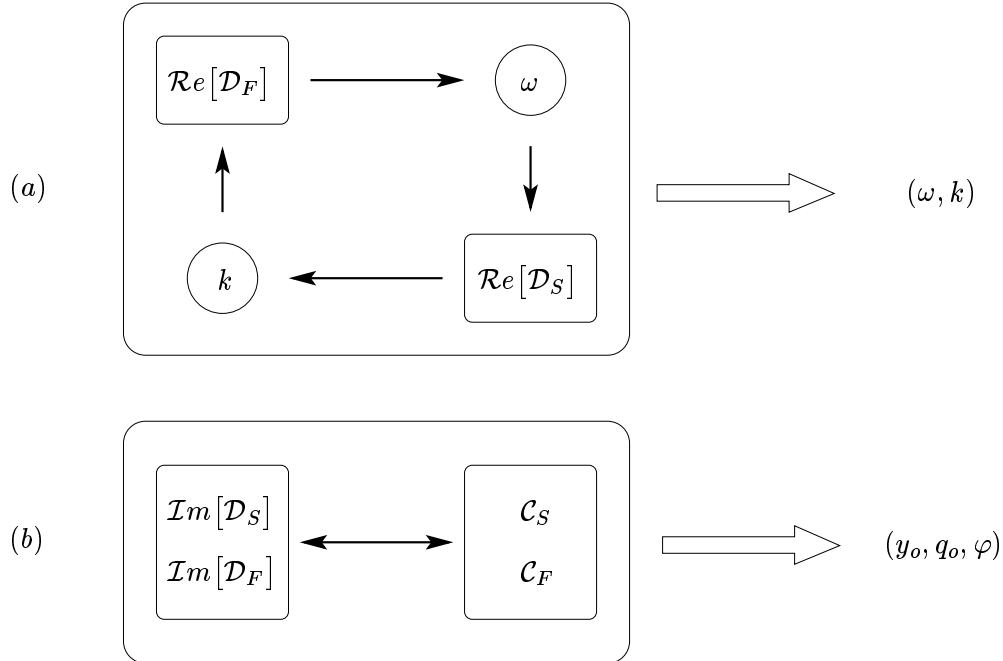 ℛe[𝒟_F]
ω
(a)
(ω, k)
k
ℛe[𝒟_S]
ℐm[𝒟_S]
𝒞_S
(b)
(y_o, q_o, φ)
ℐm[𝒟_F]
𝒞_F